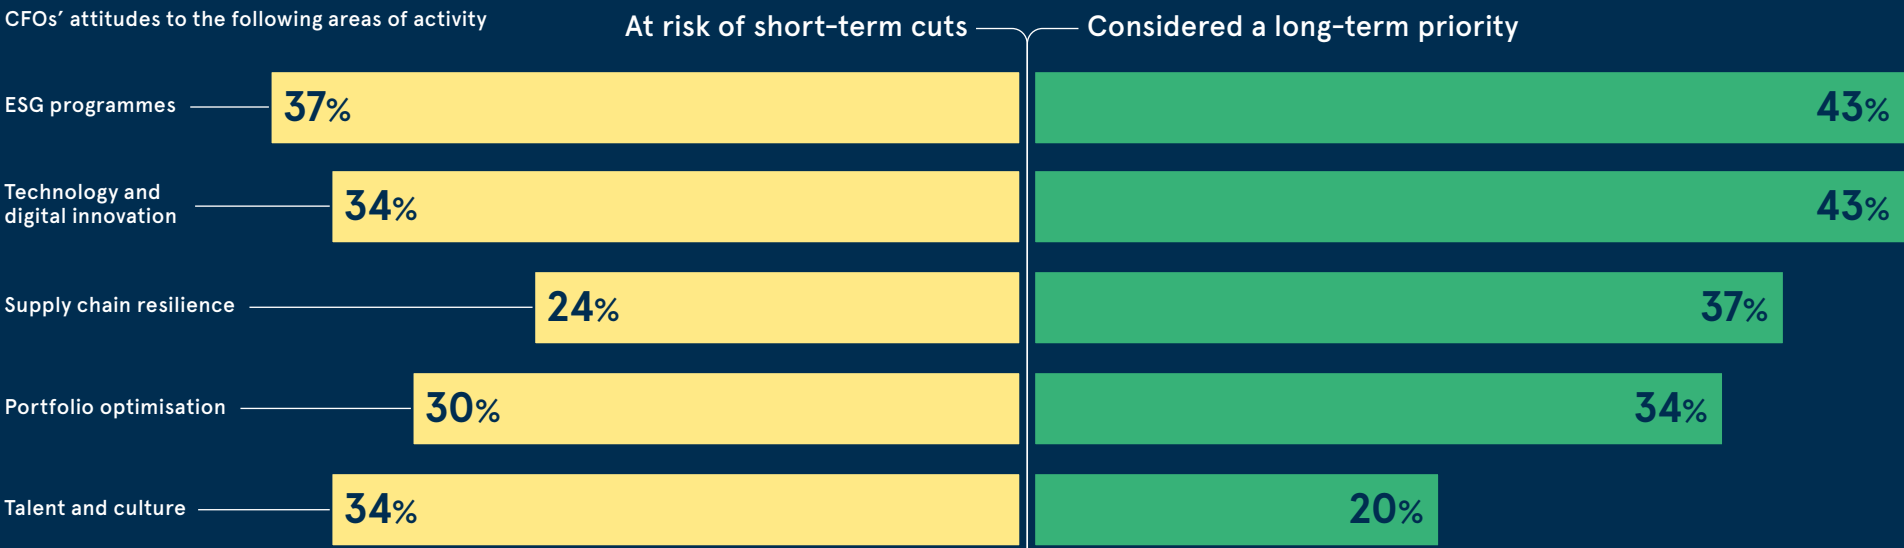 CFOs’ attitudes to the following areas of activity
At risk of short-term cuts
Considered a long-term priority
ESG programmes
37%
43%
Technology and
digital innovation
34%
43%
Supply chain resilience
24%
37%
Portfolio optimisation
30%
34%
Talent and culture
34%
20%